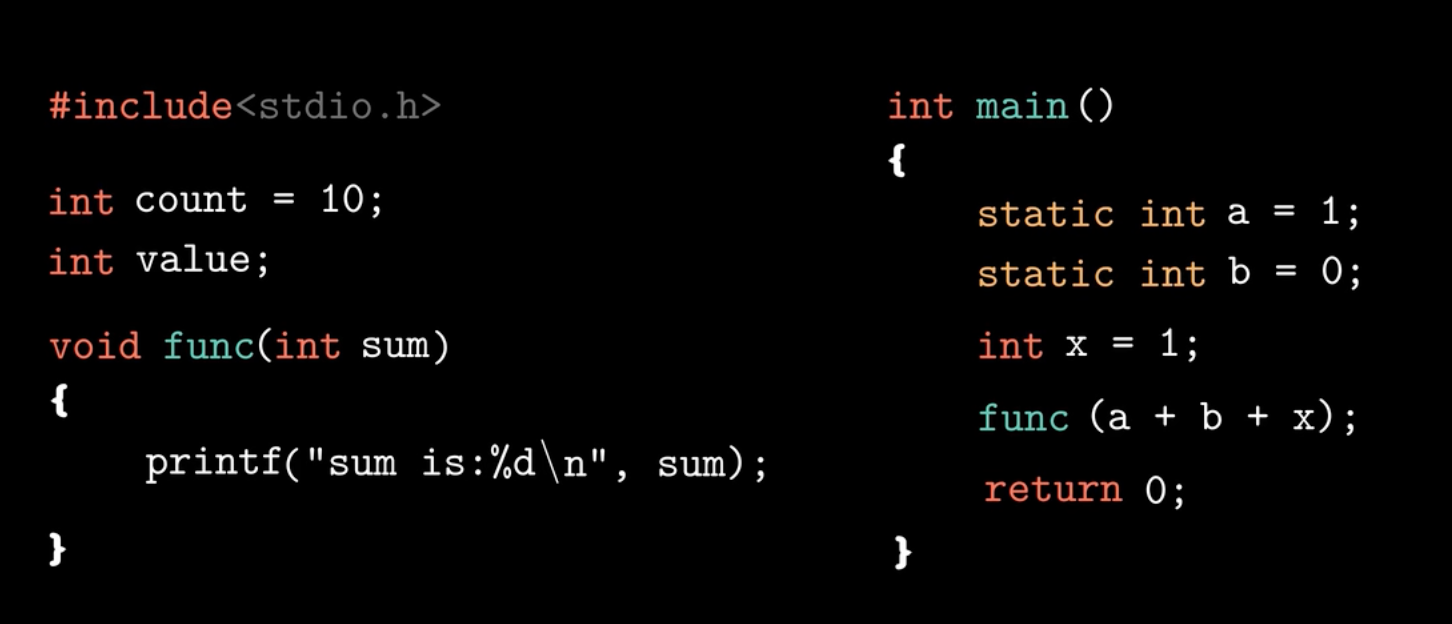 #include<stdio.h>
int count = 10;
int value;
void func(int sum)
{
printf("sum is:%d\n", sum);
}
int main()
{
static int a = 1;
static int b = 0;
int x = 1;
func (a + b + x);
return 0;
}